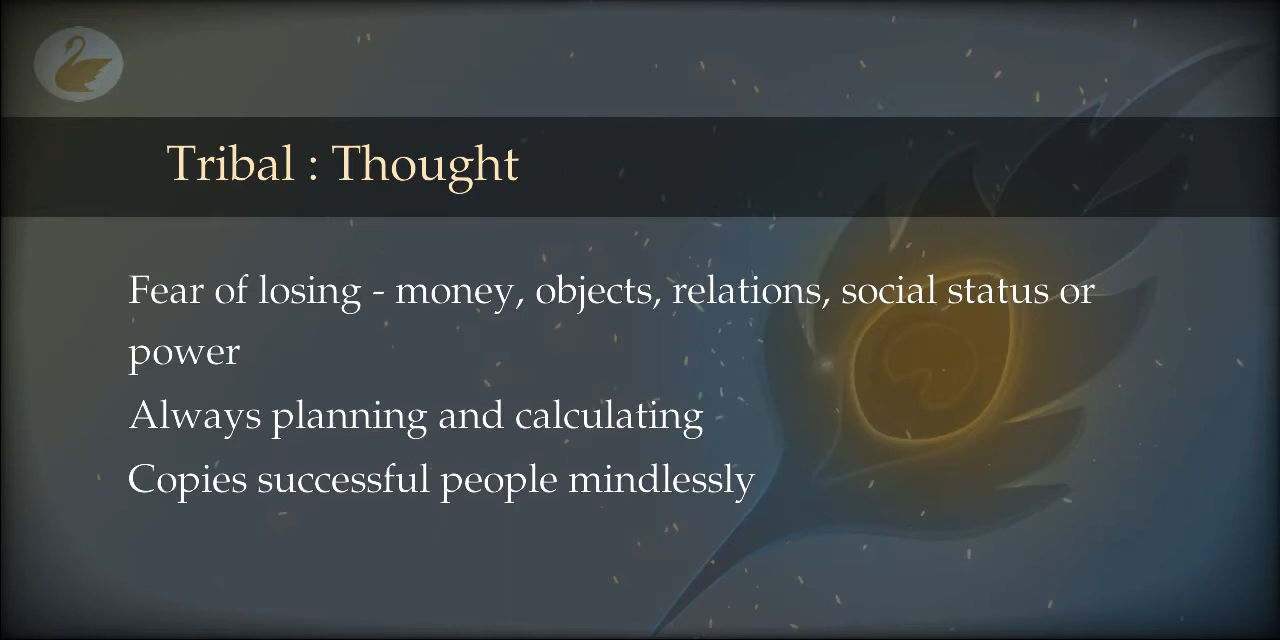 Tribal : Thought
Fear of losing - money, objects, relations, social status or
power
Always planning and calculating
Copies successful people mindlessly